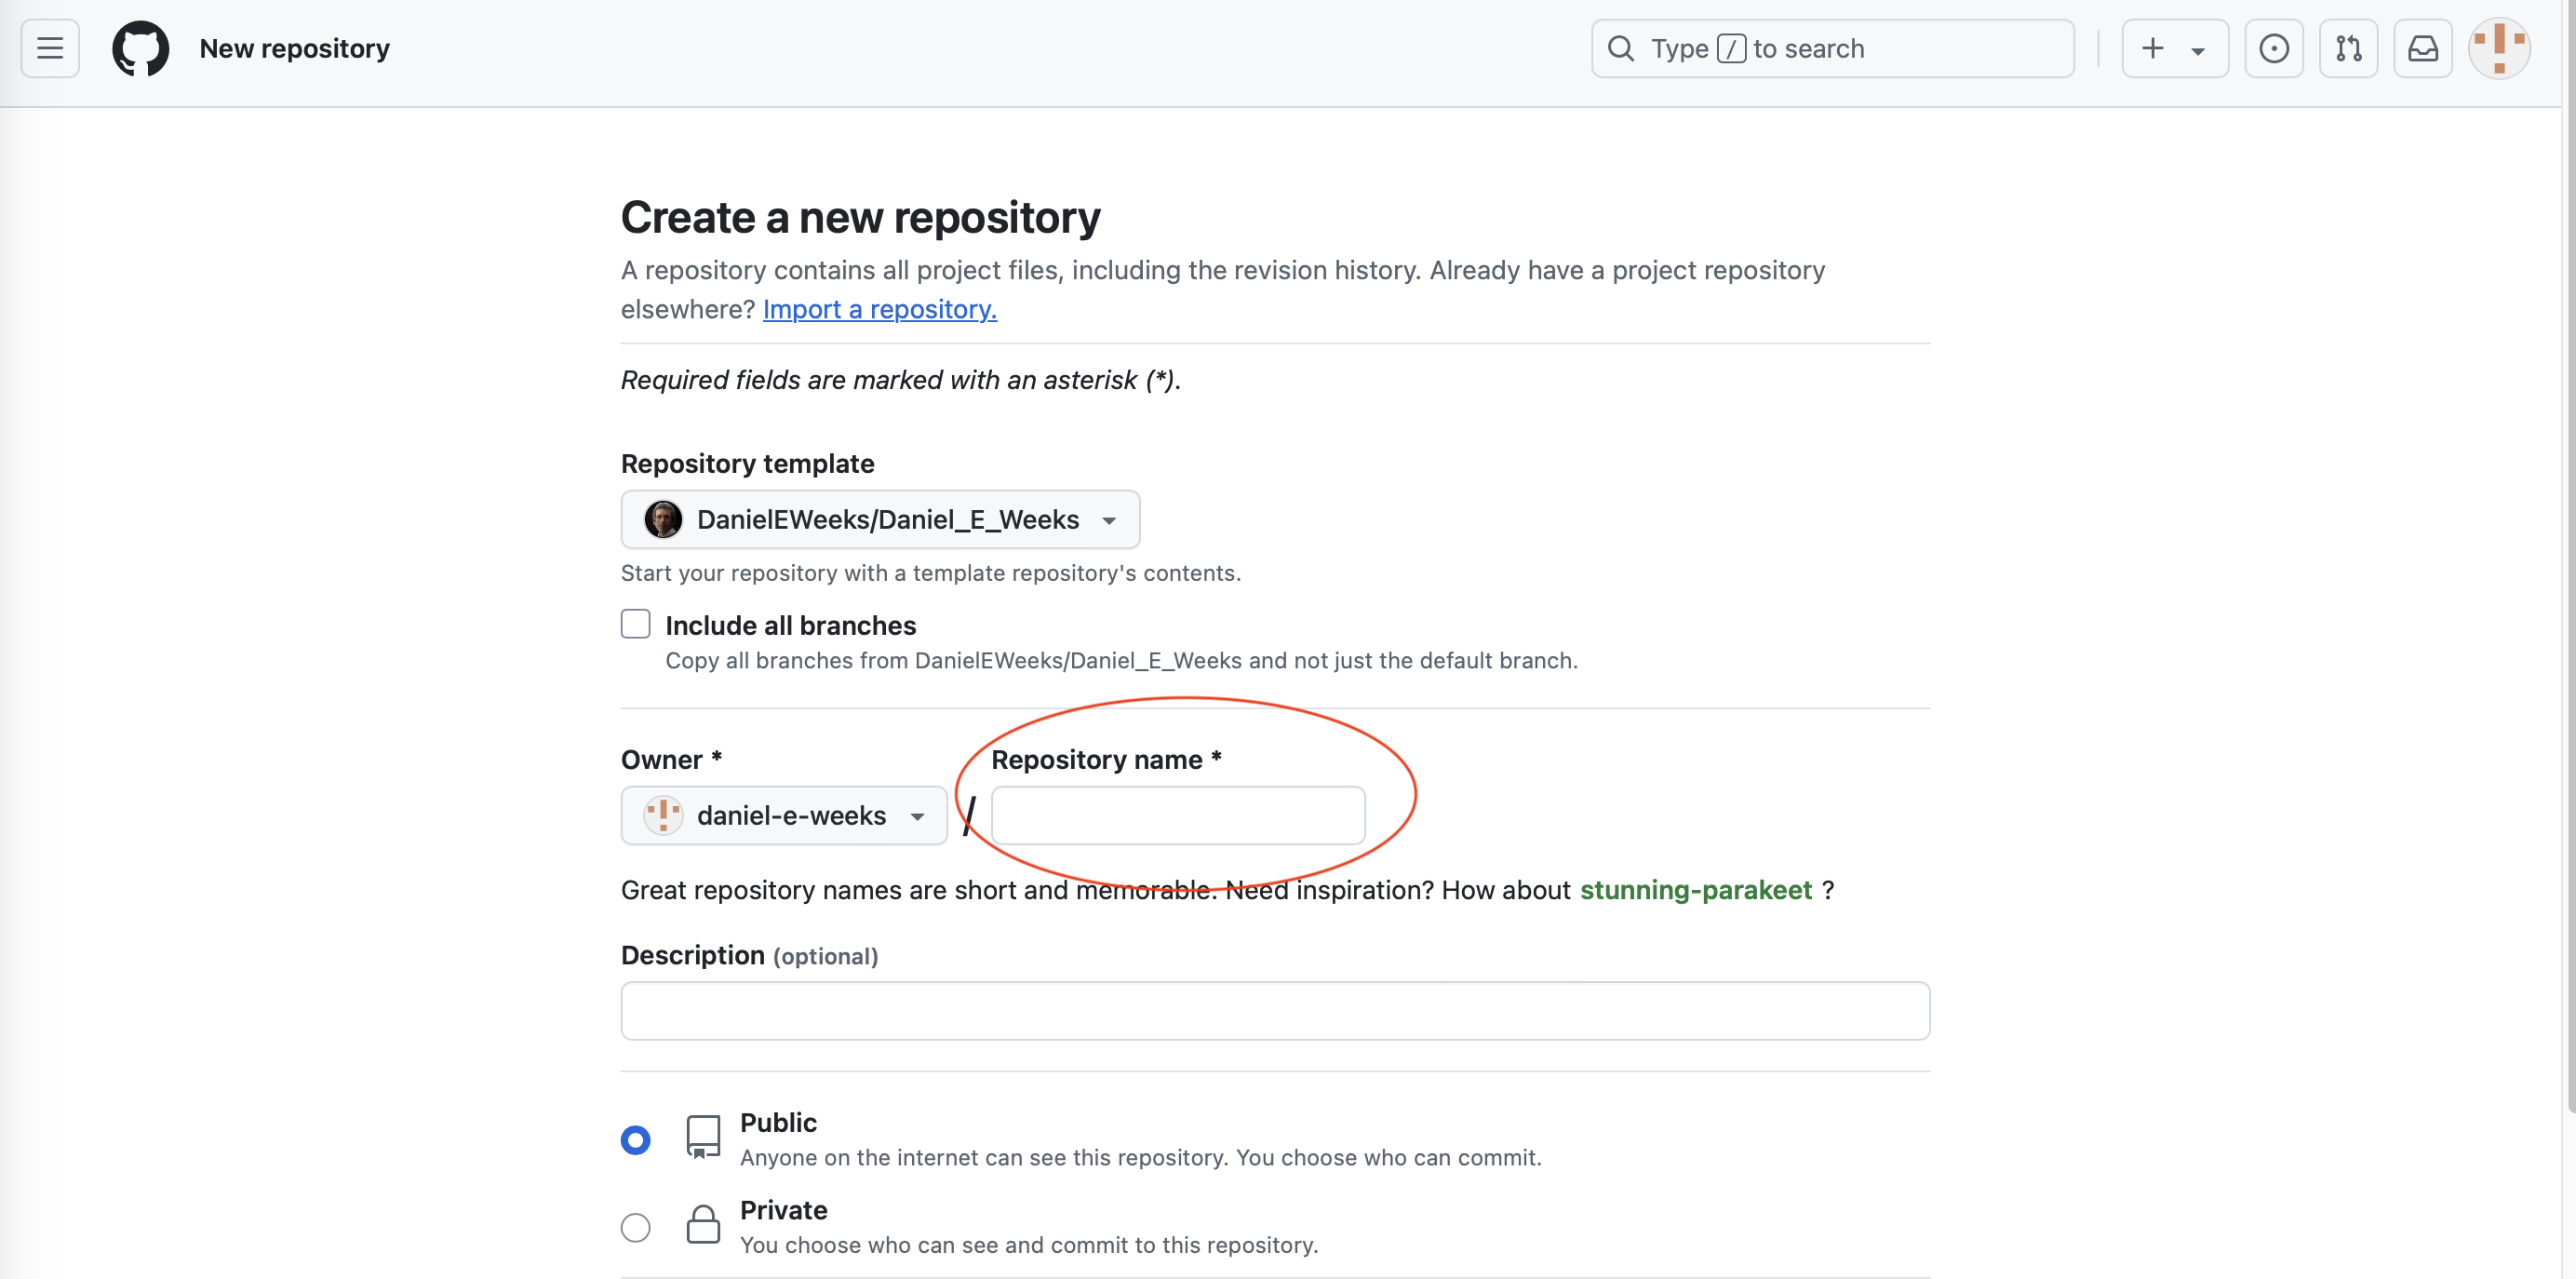 New repository
Type / to search
Create a new repository
A repository contains all project files, including the revision history. Already have a project repository
elsewhere? Import a repository.
Required fields are marked with an asterisk (*).
Repository template
DanielEWeeks/Daniel_E_Weeks
Start your repository with a template repository's contents.
Include all branches
Copy all branches from DanielEWeeks/Daniel_E_Weeks and not just the default branch.
Owner * Repository name *
daniel-e-weeks /
Great repository names are short and memorable. Need inspiration? How about stunning-parakeet ?
Description (optional)
Public
Anyone on the internet can see this repository. You choose who can commit.
Private
You choose who can see and commit to this repository.